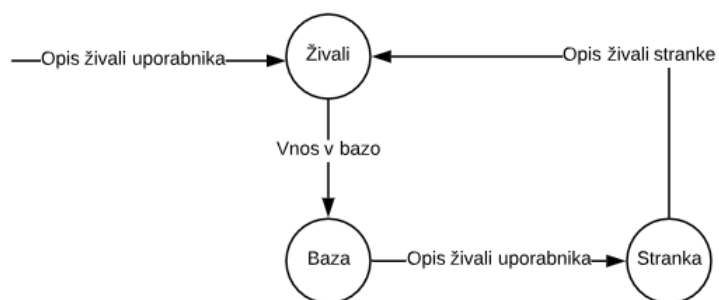 Opis živali uporabnika
Živali
Opis živali stranke
Vnos v bazo
Baza
Opis živali uporabnika
Stranka